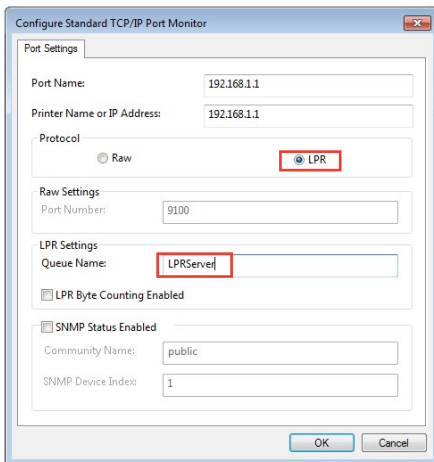 Configure Standard TCP/IP Port Monitor
Port Settings
Port Name: 192.168.1.1
Printer Name or IP Address: 192.168.1.1
Protocol
Raw LPR
Raw Settings
Port Number: 9100
LPR Settings
Queue Name: LPRServer
LPR Byte Counting Enabled
SNMP Status Enabled
Community Name: public
SNMP Device Index: 1
OK Cancel